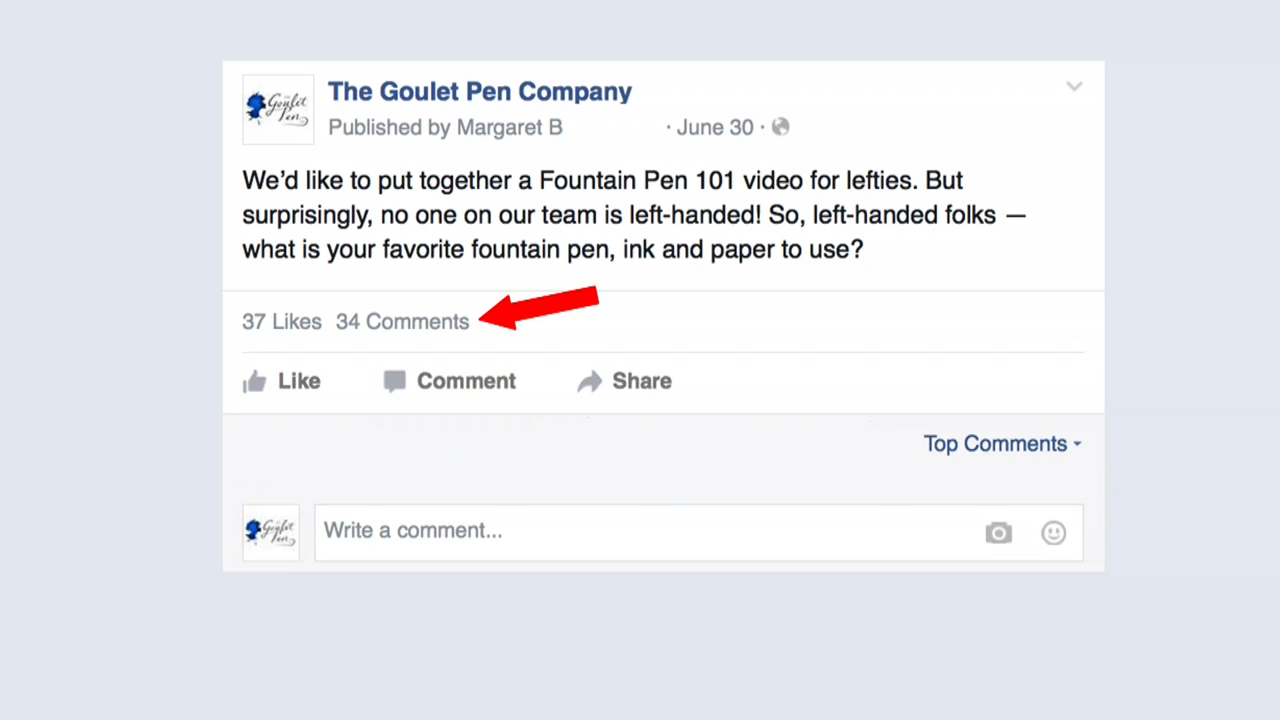 The Goulet Pen Company
Published by Margaret B · June 30 ·
We’d like to put together a Fountain Pen 101 video for lefties. But
surprisingly, no one on our team is left-handed! So, left-handed folks —
what is your favorite fountain pen, ink and paper to use?
37 Likes 34 Comments
Like Comment Share
Top Comments
Goulet Pen
Write a comment...